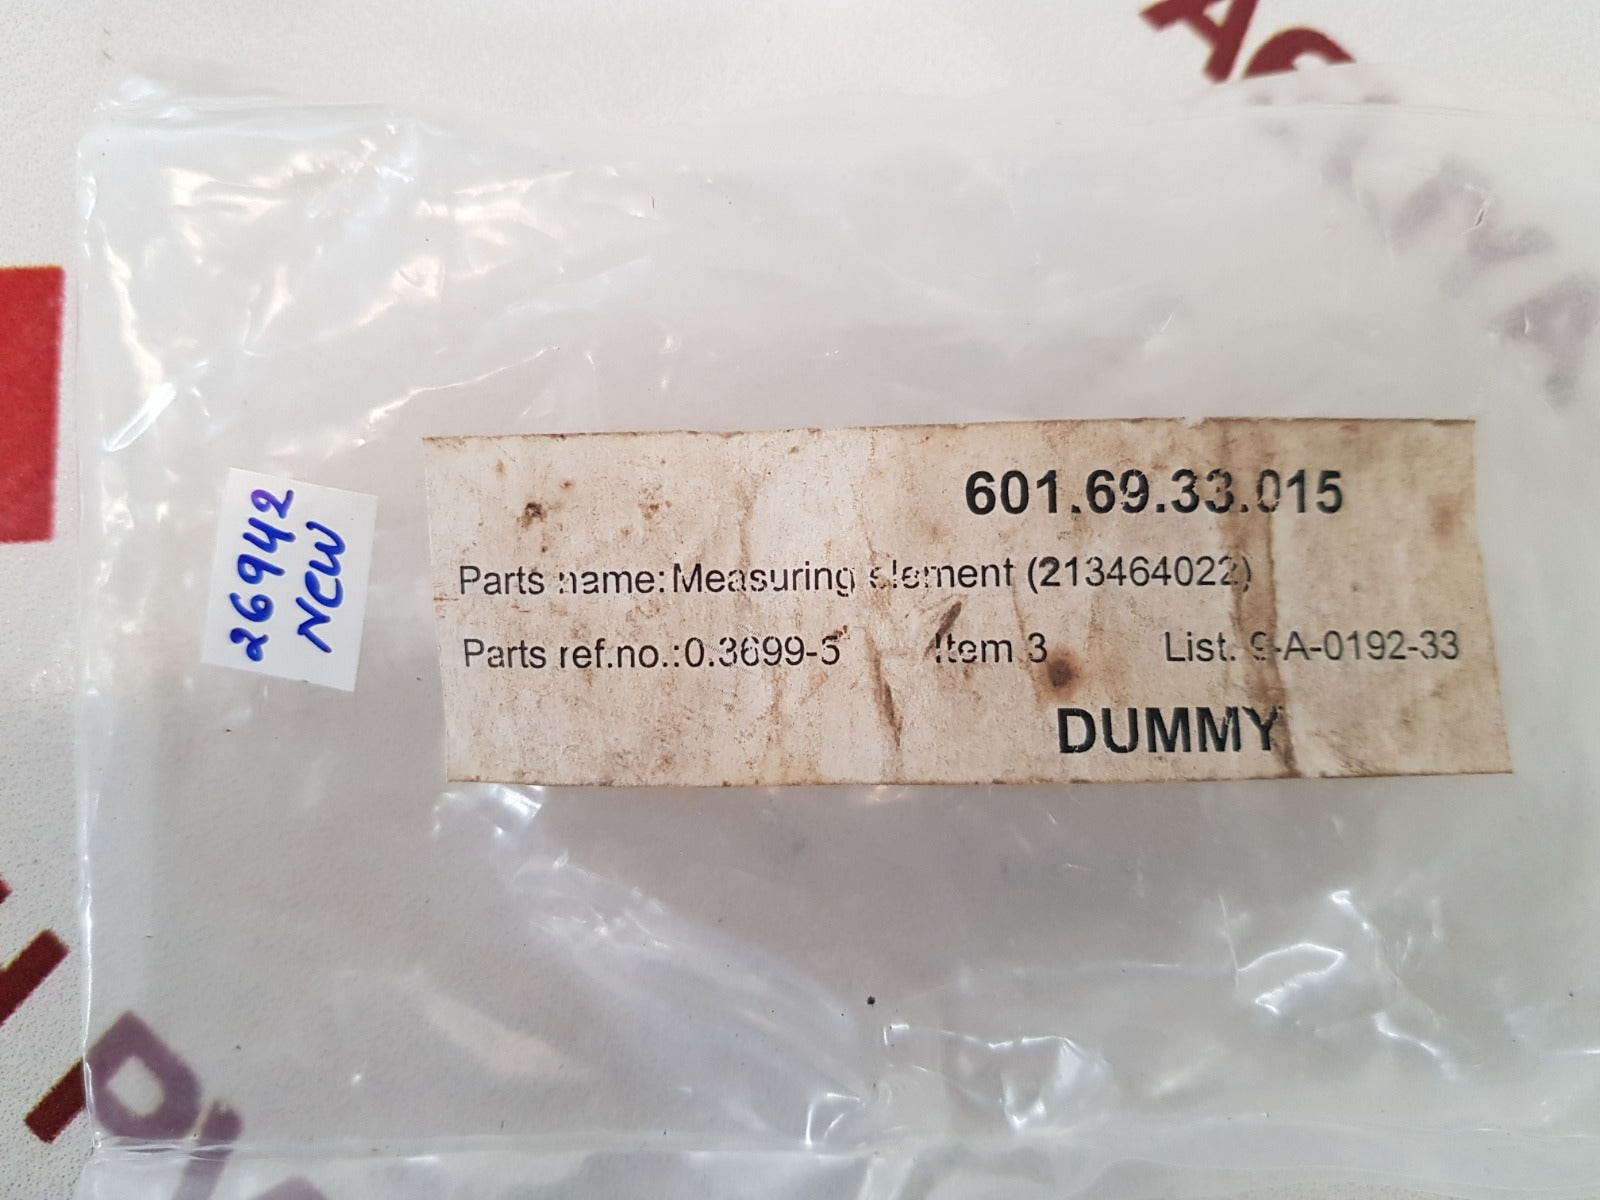 26942
NEW
601.69.33.015
Parts name: Measuring element (213464022)
Parts ref.no.:0.3699-5 Item 3 List. 9-A-0192-33
DUMMY